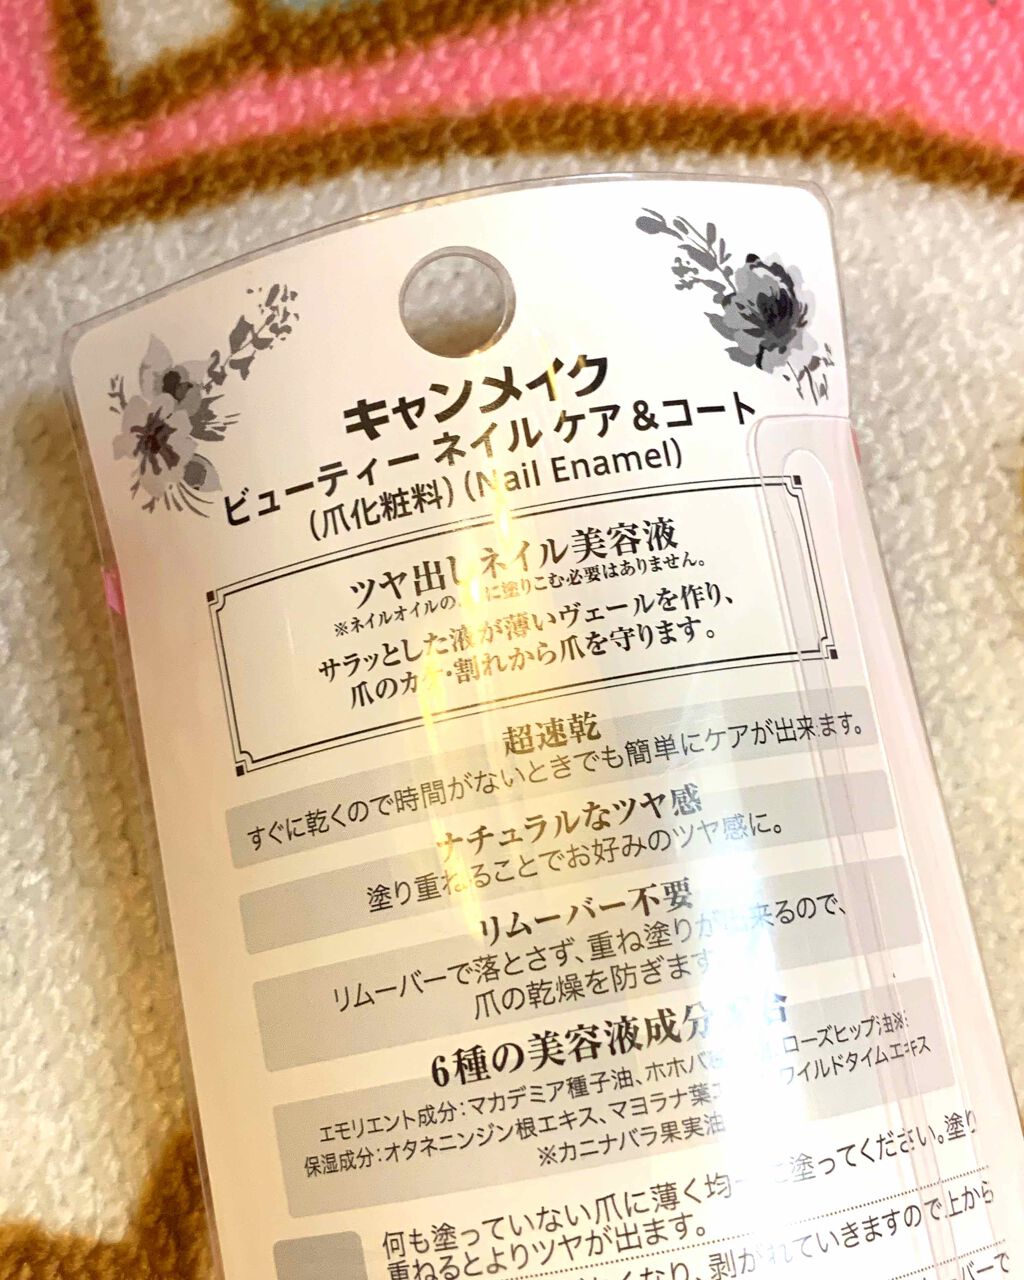 キャンメイク
ビューティー ネイル ケア&コート
(爪化粧料)(Nail Enamel)
ツヤ出しネイル美容液
※ネイルオイルの に塗りこむ必要はありません。
サラッとした液が薄いヴェールを作り、
爪のカケ・割れから爪を守ります。
超速乾
すぐに乾くので時間がないときでも簡単にケアが出来ます。
ナチュラルなツヤ感
塗り重ねることでお好みのツヤ感に。
リムーバー不要
リムーバーで落とさず、重ね塗りが出来るので、
爪の乾燥を防ぎます
6種の美容液成分 合
エモリエント成分:マカデミア種子油、ホホバ ローズヒップ油※
保湿成分:オタネニンジン根エキス、マヨラナ葉 ワイルドタイムエキス
※カニナバラ果実油
何も塗っていない爪に薄く均一に塗ってください。塗り
重ねるとよりツヤが出ます。
くなり、剥がれていきますので上から
バーで